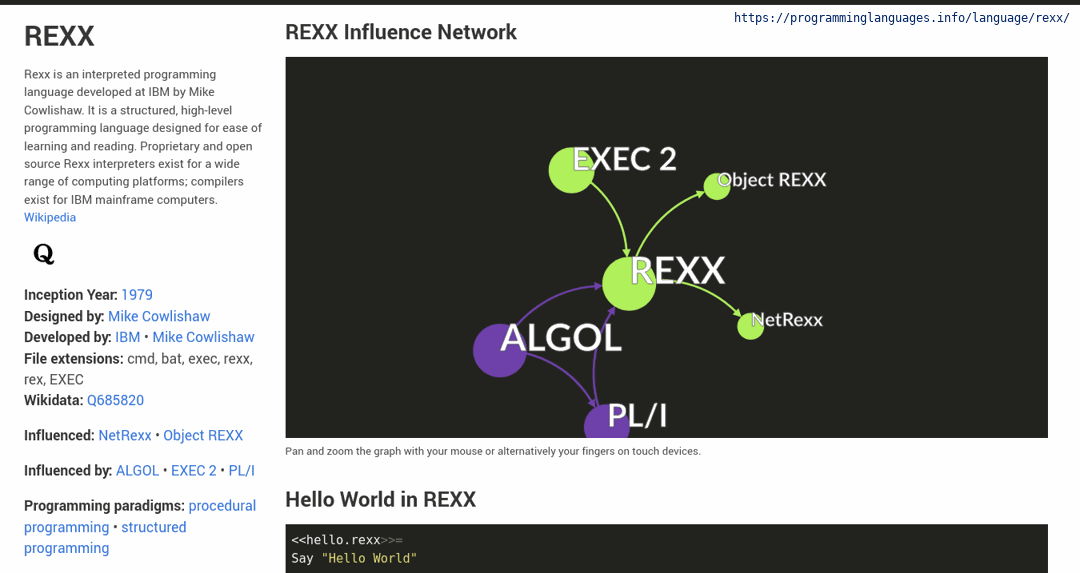 https://programminglanguages.info/language/rexx/
REXX
Rexx is an interpreted programming
language developed at IBM by Mike
Cowlishaw. It is a structured, high-level
programming language designed for ease of
learning and reading. Proprietary and open
source Rexx interpreters exist for a wide
range of computing platforms; compilers
exist for IBM mainframe computers.
Wikipedia
Q
Inception Year: 1979
Designed by: Mike Cowlishaw
Developed by: IBM • Mike Cowlishaw
File extensions: cmd, bat, exec, rexx,
rex, EXEC
Wikidata: Q685820
Influenced: NetRexx • Object REXX
Influenced by: ALGOL • EXEC 2 • PL/I
Programming paradigms: procedural
programming • structured
programming
REXX Influence Network
EXEC 2
Object REXX
REXX
NetRexx
ALGOL
PL/I
Pan and zoom the graph with your mouse or alternatively your fingers on touch devices.
Hello World in REXX
<<hello.rexx>>=
Say "Hello World"